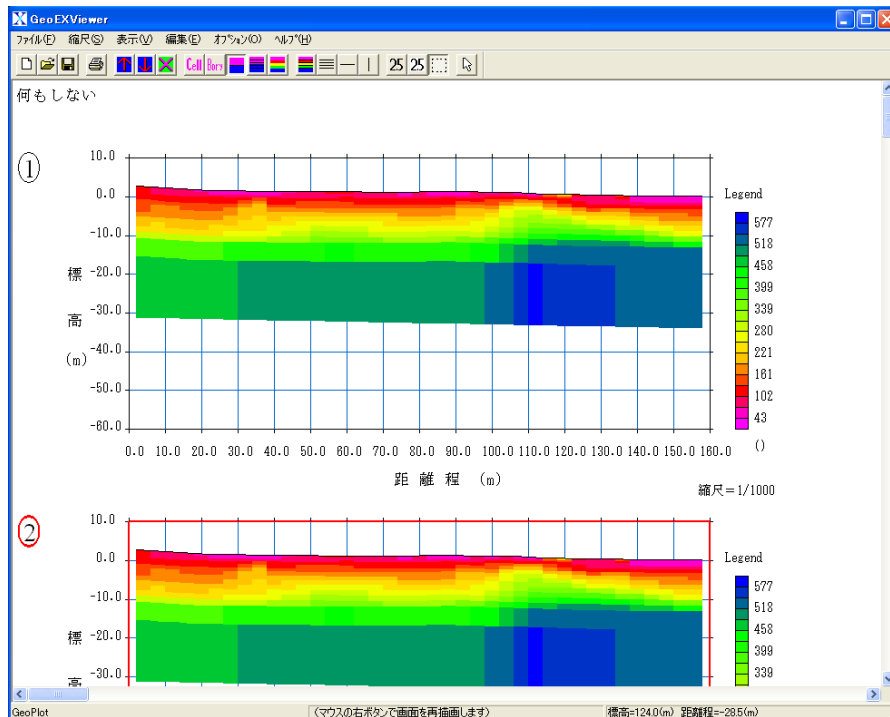 GeoEXViewer
ファイル(F) 縮尺(S) 表示(V) 編集(E) オプション(O) ヘルプ(H)
Cell Bory 25 25
何もしない
①
10.0
0.0
-10.0
-20.0
-30.0
-40.0
-50.0
-60.0
標高(m)
0.0 10.0 20.0 30.0 40.0 50.0 60.0 70.0 80.0 90.0 100.0 110.0 120.0 130.0 140.0 150.0 160.0
距離程 (m)
Legend
577
518
458
399
339
280
221
161
102
43
()
縮尺=1/1000
②
10.0
0.0
-10.0
-20.0
-30.0
標高
Legend
577
518
458
399
339
GeoPlot (マウスの右ボタンで画面を再描画します) 標高=124.0(m) 距離程=-28.5(m)